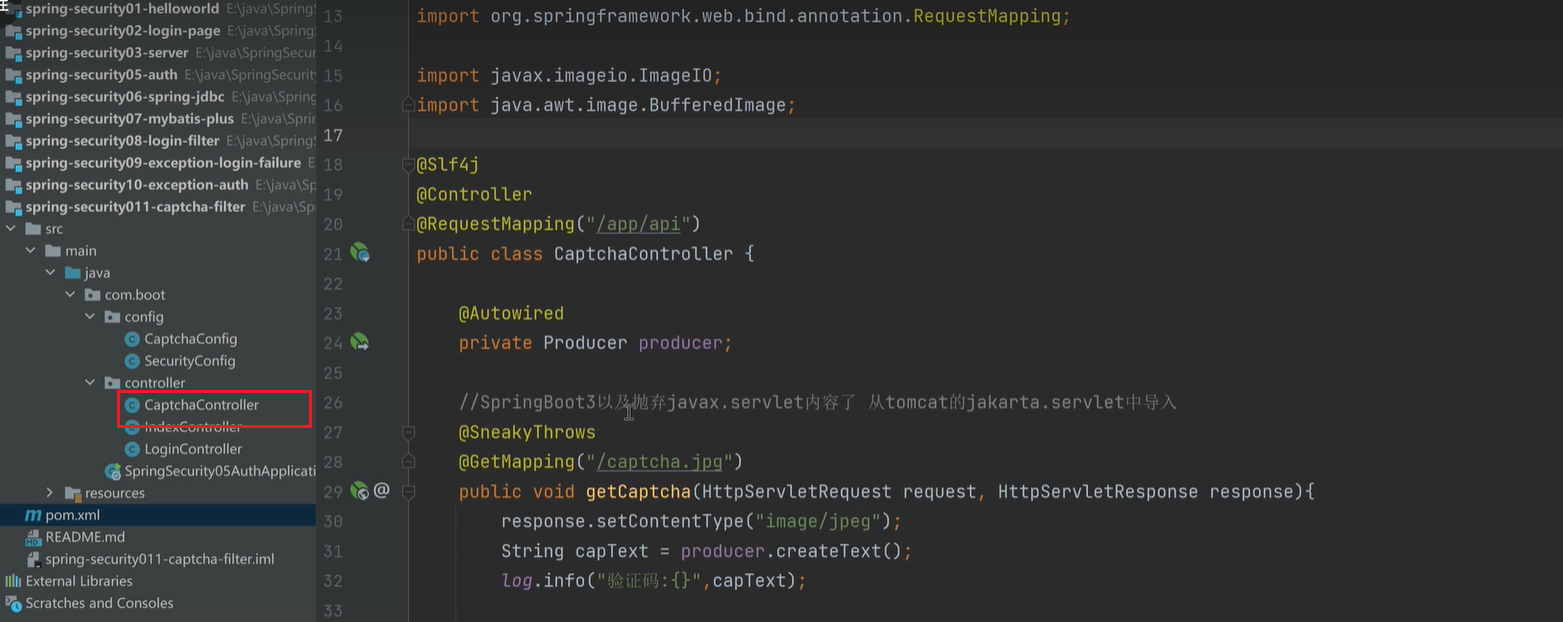 spring-security01-helloworld E:\java\Spring
spring-security02-login-page E:\java\Spring
spring-security03-server E:\java\SpringSecur
spring-security05-auth E:\java\SpringSecurity
spring-security06-spring-jdbc E:\java\Spring
spring-security07-mybatis-plus E:\java\Spri
spring-security08-login-filter E:\java\Spring
spring-security09-exception-login-failure E
spring-security10-exception-auth E:\java\Sp
spring-security011-captcha-filter E:\java\Sp
src
main
java
com.boot
config
CaptchaConfig
SecurityConfig
controller
CaptchaController
IndexController
LoginController
SpringSecurity05AuthApplicati
resources
pom.xml
README.md
spring-security011-captcha-filter.iml
External Libraries
Scratches and Consoles
13 import org.springframework.web.bind.annotation.RequestMapping;
14
15 import javax.imageio.ImageIO;
16 import java.awt.image.BufferedImage;
17
18 @Slf4j
19 @Controller
20 @RequestMapping("/app/api")
21 public class CaptchaController {
22
23 @Autowired
24 private Producer producer;
25
26 //SpringBoot3以及抛弃javax.servlet内容了 从tomcat的jakarta.servlet中导入
27 @SneakyThrows
28 @GetMapping("/captcha.jpg")
29 @ public void getCaptcha(HttpServletRequest request, HttpServletResponse response){
30 response.setContentType("image/jpeg");
31 String capText = producer.createText();
32 log.info("验证码:{}",capText);
33